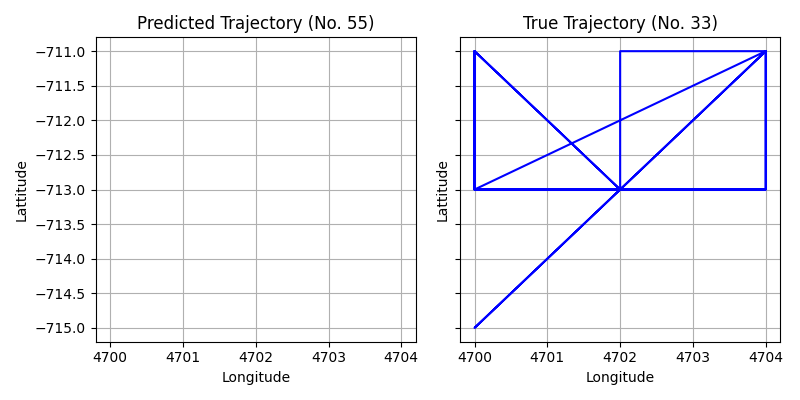 Predicted Trajectory (No. 55)
True Trajectory (No. 33)
−711.0
−711.5
−712.0
−712.5
−713.0
−713.5
−714.0
−714.5
−715.0
Lattitude
Lattitude
4700 4701 4702 4703 4704
4700 4701 4702 4703 4704
Longitude
Longitude